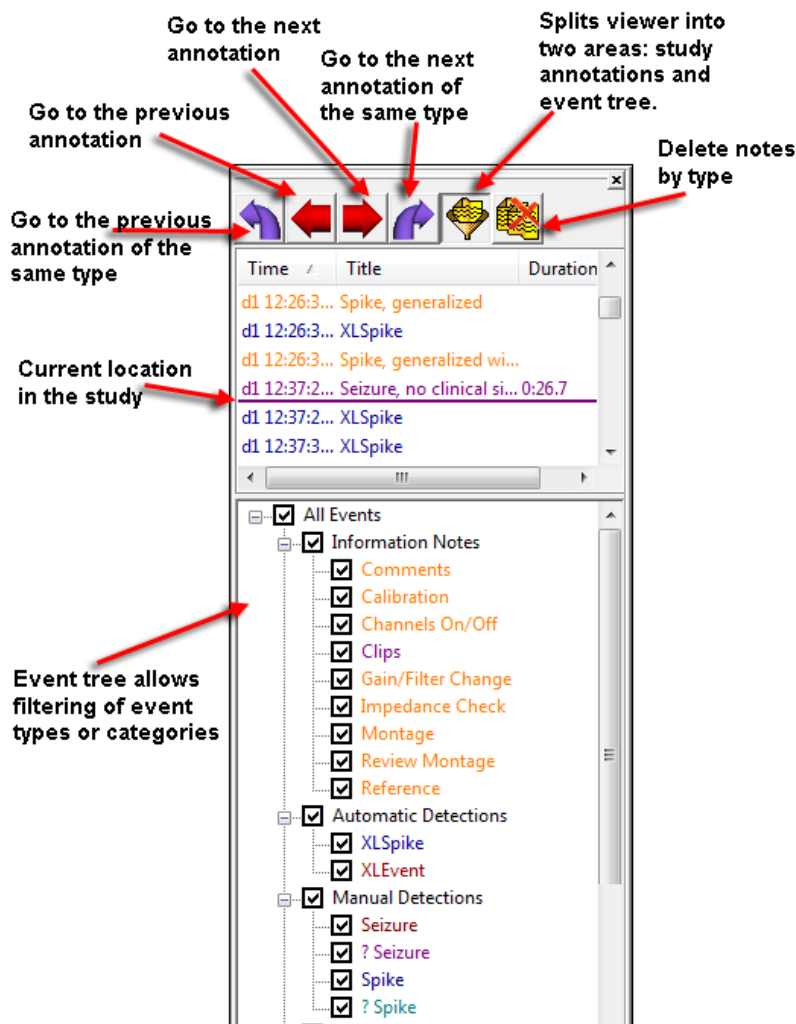 Splits viewer into
two areas: study
annotations and
event tree.
Go to the next
annotation
Go to the next
annotation of
the same type
Go to the previous
annotation
Delete notes
by type
Go to the previous
annotation of the
same type
Time Title Duration
d1 12:26:3... Spike, generalized
d1 12:26:3... XLSpike
d1 12:26:3... Spike, generalized wi...
d1 12:37:2... Seizure, no clinical si... 0:26.7
d1 12:37:2... XLSpike
d1 12:37:3... XLSpike
Current location
in the study
All Events
Information Notes
Comments
Calibration
Channels On/Off
Clips
Gain/Filter Change
Impedance Check
Montage
Review Montage
Reference
Automatic Detections
XLSpike
XLEvent
Manual Detections
Seizure
? Seizure
Spike
? Spike
Event tree allows
filtering of event
types or categories